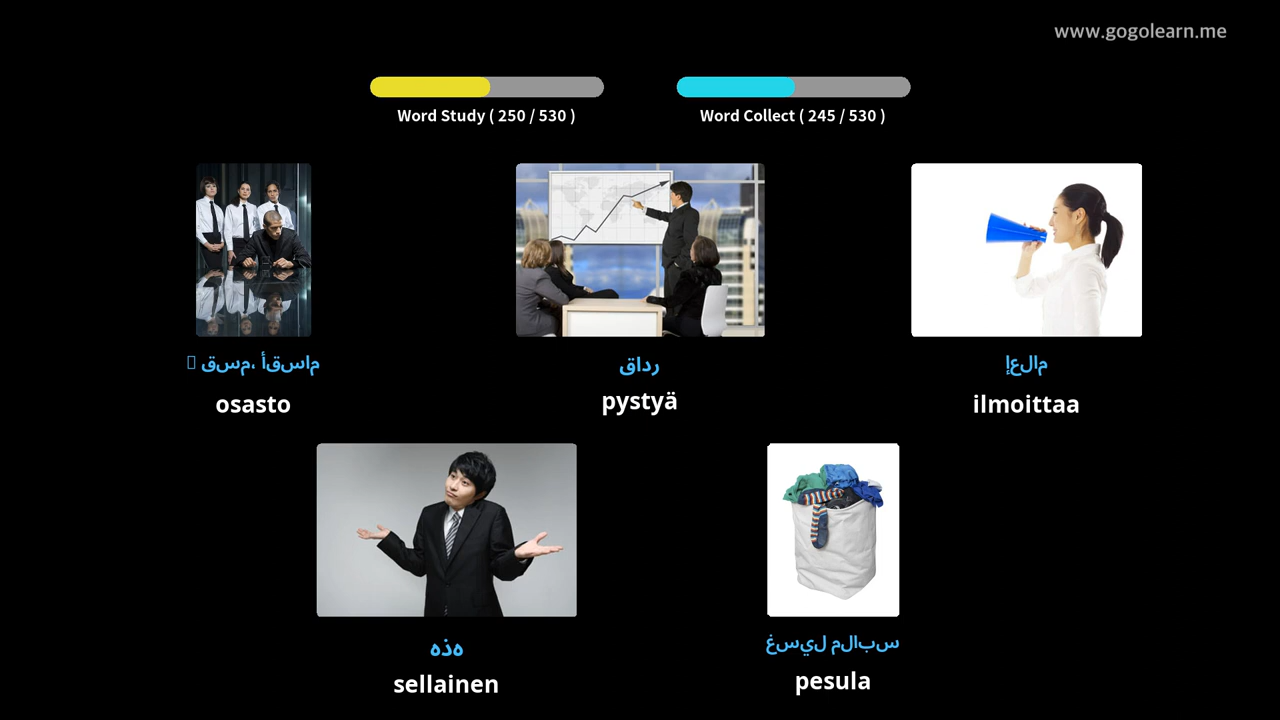 www.gogolearn.me
Word Study ( 250 / 530 )
Word Collect ( 245 / 530 )
قسم، أقسام
osasto
قادر
pystyä
إعلام
ilmoittaa
هذه
sellainen
غسيل ملابس
pesula